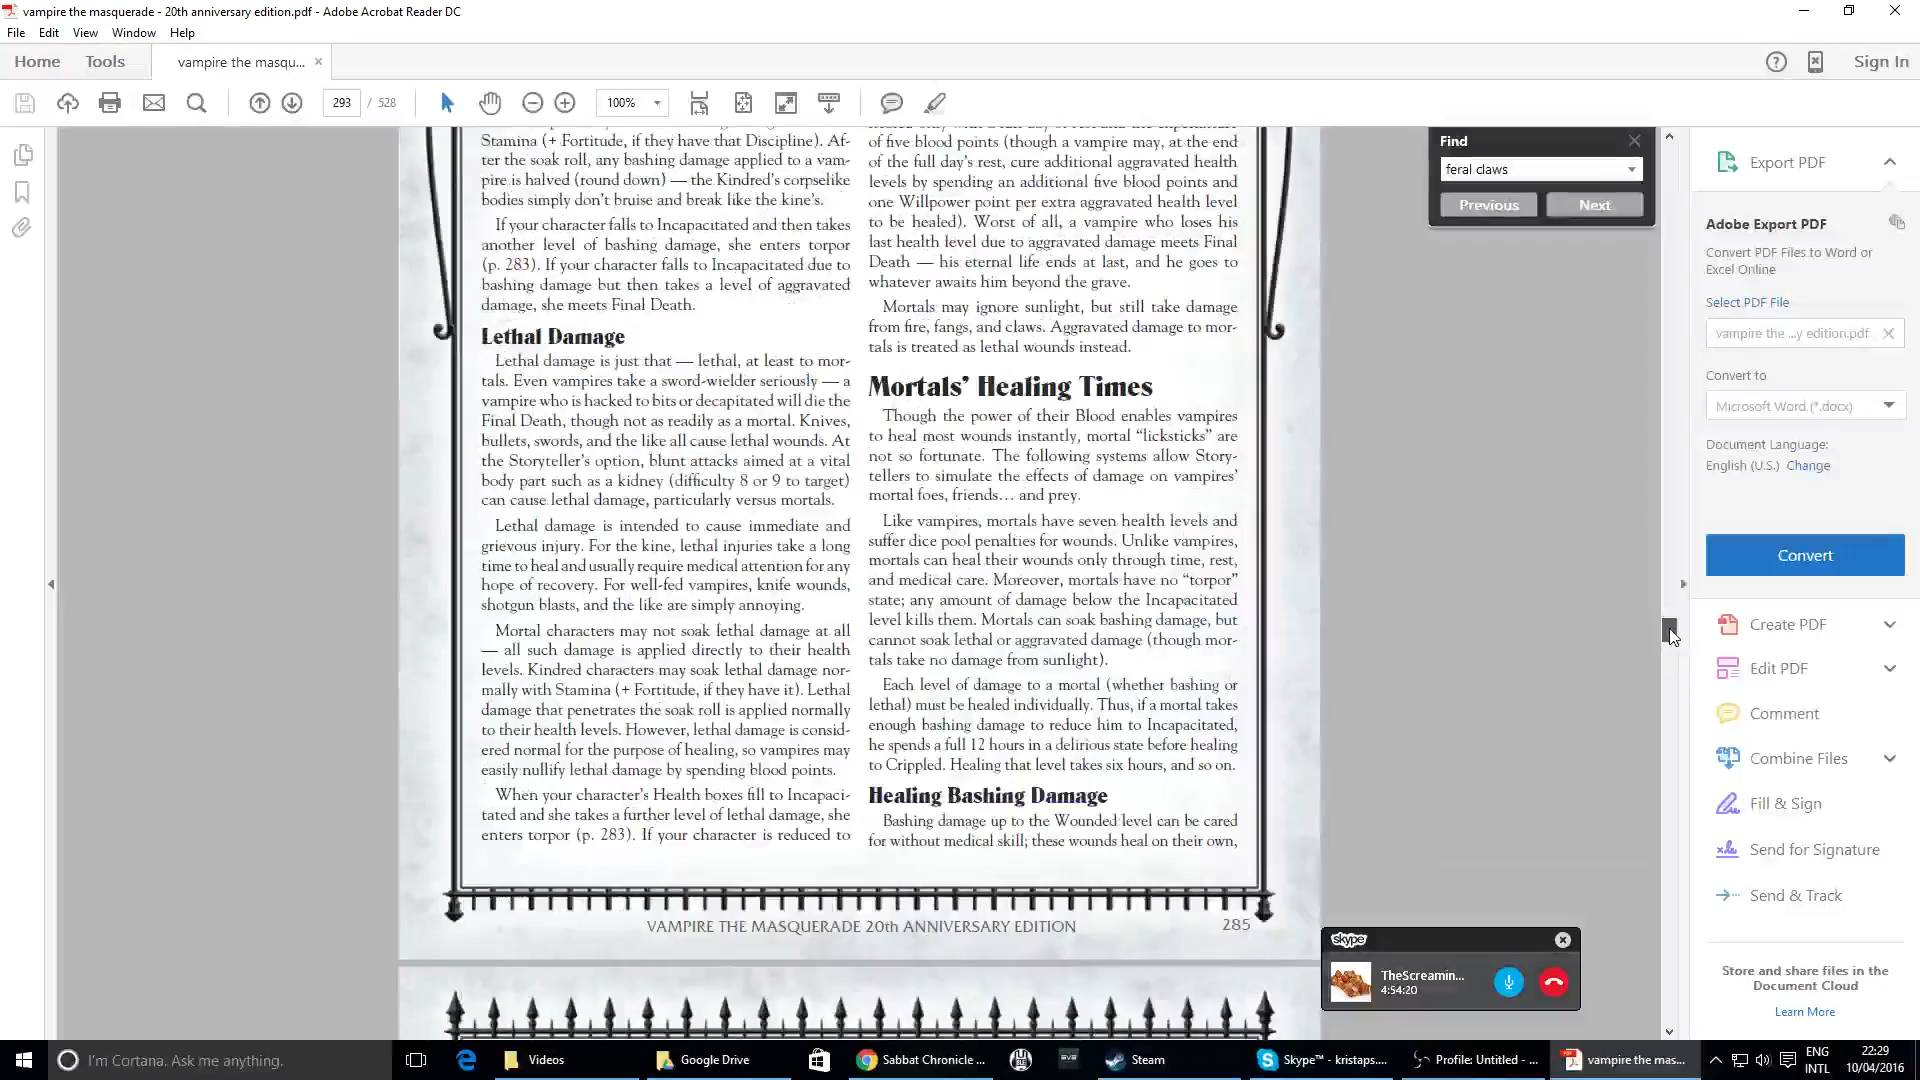 vampire the masquerade - 20th anniversary edition.pdf - Adobe Acrobat Reader DC
File Edit View Window Help
Home Tools vampire the masqu... ×
Sign In
293 / 528 100%
Stamina (+ Fortitude, if they have that Discipline). Af-
ter the soak roll, any bashing damage applied to a vam-
pire is halved (round down) — the Kindred's corpselike
bodies simply don't bruise and break like the kine's.
If your character falls to Incapacitated and then takes
another level of bashing damage, she enters torpor
(p. 283). If your character falls to Incapacitated due to
bashing damage but then takes a level of aggravated
damage, she meets Final Death.
Lethal Damage
Lethal damage is just that — lethal, at least to mor-
tals. Even vampires take a sword-wielder seriously — a
vampire who is hacked to bits or decapitated will die the
Final Death, though not as readily as a mortal. Knives,
bullets, swords, and the like all cause lethal wounds. At
the Storyteller's option, blunt attacks aimed at a vital
body part such as a kidney (difficulty 8 or 9 to target)
can cause lethal damage, particularly versus mortals.
Lethal damage is intended to cause immediate and
grievous injury. For the kine, lethal injuries take a long
time to heal and usually require medical attention for any
hope of recovery. For well-fed vampires, knife wounds,
shotgun blasts, and the like are simply annoying.
Mortal characters may not soak lethal damage at all
— all such damage is applied directly to their health
levels. Kindred characters may soak lethal damage nor-
mally with Stamina (+ Fortitude, if they have it). Lethal
damage that penetrates the soak roll is applied normally
to their health levels. However, lethal damage is consid-
ered normal for the purpose of healing, so vampires may
easily nullify lethal damage by spending blood points.
When your character's Health boxes fill to Incapaci-
tated and she takes a further level of lethal damage, she
enters torpor (p. 283). If your character is reduced to
of five blood points (though a vampire may, at the end
of the full day's rest, cure additional aggravated health
levels by spending an additional five blood points and
one Willpower point per extra aggravated health level
to be healed). Worst of all, a vampire who loses his
last health level due to aggravated damage meets Final
Death — his eternal life ends at last, and he goes to
whatever awaits him beyond the grave.
Mortals may ignore sunlight, but still take damage
from fire, fangs, and claws. Aggravated damage to mor-
tals is treated as lethal wounds instead.
Mortals' Healing Times
Though the power of their Blood enables vampires
to heal most wounds instantly, mortal “licksticks” are
not so fortunate. The following systems allow Story-
tellers to simulate the effects of damage on vampires'
mortal foes, friends… and prey.
Like vampires, mortals have seven health levels and
suffer dice pool penalties for wounds. Unlike vampires,
mortals can heal their wounds only through time, rest,
and medical care. Moreover, mortals have no “torpor”
state; any amount of damage below the Incapacitated
level kills them. Mortals can soak bashing damage, but
cannot soak lethal or aggravated damage (though mor-
tals take no damage from sunlight).
Each level of damage to a mortal (whether bashing or
lethal) must be healed individually. Thus, if a mortal takes
enough bashing damage to reduce him to Incapacitated,
he spends a full 12 hours in a delirious state before healing
to Crippled. Healing that level takes six hours, and so on.
Healing Bashing Damage
Bashing damage up to the Wounded level can be cared
for without medical skill; these wounds heal on their own,
VAMPIRE THE MASQUERADE 20th ANNIVERSARY EDITION
285
Find
feral claws
Previous Next
Export PDF
Adobe Export PDF
Convert PDF Files to Word or
Excel Online
Select PDF File
vampire the ...y edition.pdf
Convert to
Microsoft Word (*.docx)
Document Language:
English (U.S.) Change
Convert
Create PDF
Edit PDF
Comment
Combine Files
Fill & Sign
Send for Signature
Send & Track
Store and share files in the
Document Cloud
Learn More
skype
TheScreamin...
4:54:20
I'm Cortana. Ask me anything.
Videos
Google Drive
Sabbat Chronicle ...
Steam
Skype™ - kristaps....
Profile: Untitled - ...
vampire the mas...
ENG
INTL
22:29
10/04/2016